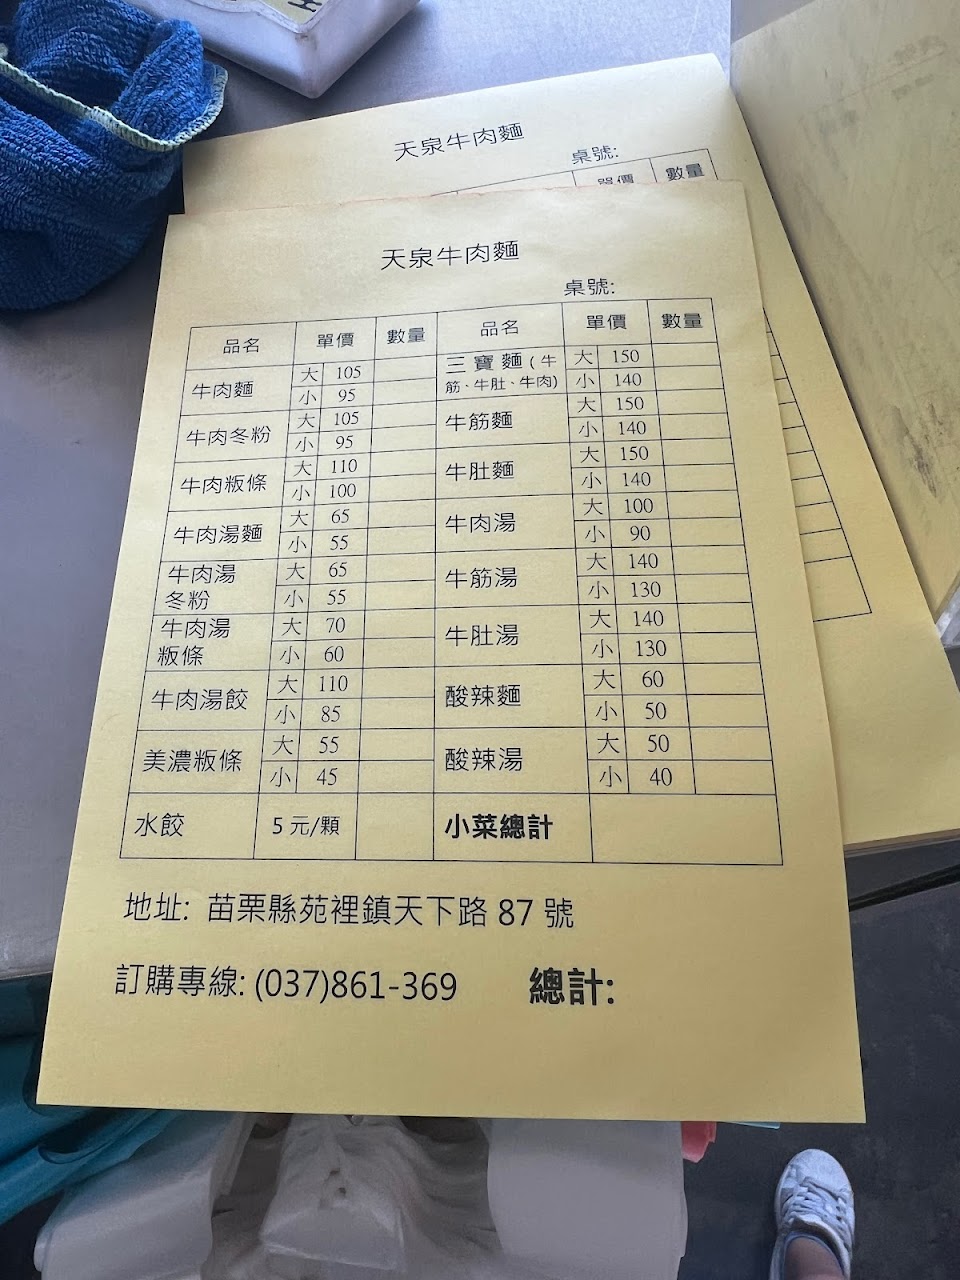 天泉牛肉麵
桌號:
單價 數量
天泉牛肉麵
桌號:
品名 單價 數量 品名 單價 數量
牛肉麵 大 105 三寶麵(牛筋、牛肚、牛肉) 大 150
小 95 小 140
牛肉冬粉 大 105 牛筋麵 大 150
小 95 小 140
牛肉粄條 大 110 牛肚麵 大 150
小 100 小 140
牛肉湯麵 大 65 牛肉湯 大 100
小 55 小 90
牛肉湯冬粉 大 65 牛筋湯 大 140
小 55 小 130
牛肉湯粄條 大 70 牛肚湯 大 140
小 60 小 130
牛肉湯餃 大 110 酸辣麵 大 60
小 85 小 50
美濃粄條 大 55 酸辣湯 大 50
小 45 小 40
水餃 5元/顆 小菜總計
地址: 苗栗縣苑裡鎮天下路 87 號
訂購專線: (037)861-369 總計: